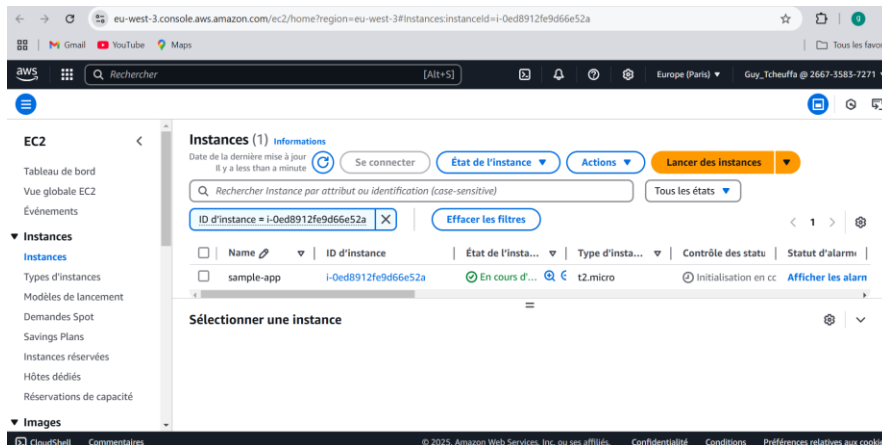 eu-west-3.console.aws.amazon.com/ec2/home?region=eu-west-3#Instances:instanceId=i-0ed8912fe9d66e52a
g
Gmail YouTube Maps Tous les favor
aws Rechercher [Alt+S] Europe (Paris) Guy_Tcheuffa @ 2667-3583-7271
EC2
Tableau de bord
Vue globale EC2
Événements
Instances
Instances
Types d'instances
Modèles de lancement
Demandes Spot
Savings Plans
Instances réservées
Hôtes dédiés
Réservations de capacité
Images
Instances (1) Informations
Date de la dernière mise à jour
Il y a less than a minute
Se connecter État de l'instance Actions Lancer des instances
Rechercher Instance par attribut ou identification (case-sensitive) Tous les états
ID d'instance = i-0ed8912fe9d66e52a Effacer les filtres 1
Name ID d'instance État de l'insta... Type d'insta... Contrôle des statu Statut d'alarme
sample-app i-0ed8912fe9d66e52a En cours d'... t2.micro Initialisation en cc Afficher les alarn
Sélectionner une instance
CloudShell Commentaires © 2025, Amazon Web Services, Inc. ou ses affiliés. Confidentialité Conditions Préférences relatives aux cookie